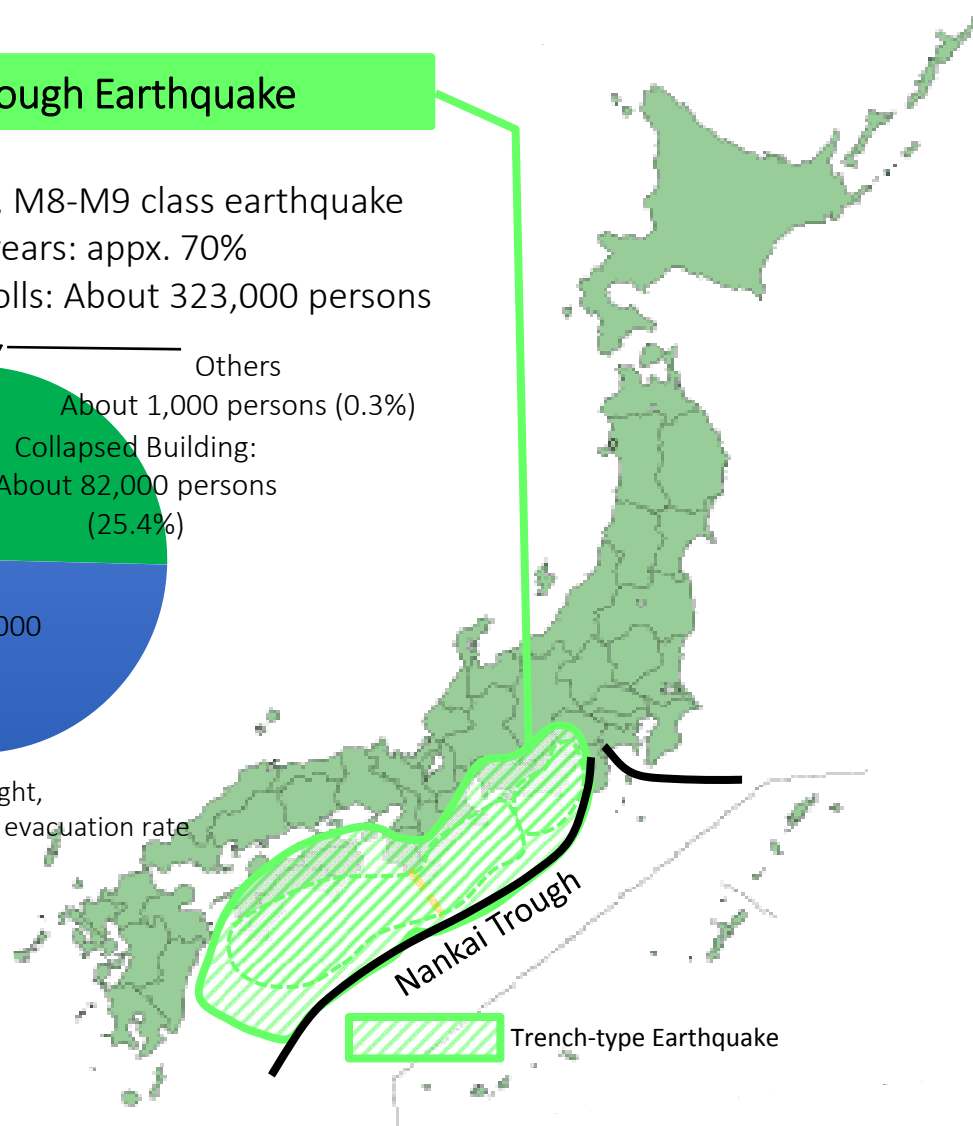 ough Earthquake
M8-M9 class earthquake
ears: appx. 70%
olls: About 323,000 persons
Others
About 1,000 persons (0.3%)
Collapsed Building:
About 82,000 persons
(25.4%)
000
ght,
evacuation rate
Nankai Trough
Trench-type Earthquake